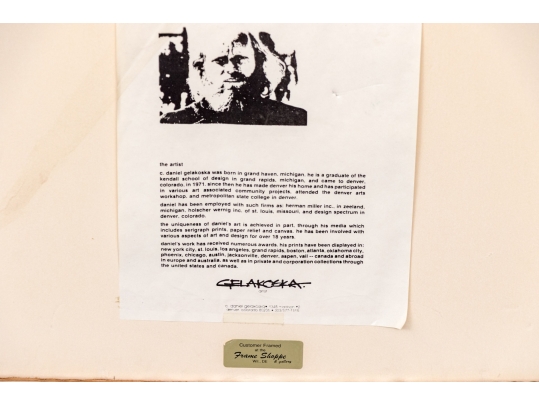 the artist
c. daniel gelakoska was born in grand haven, michigan. he is a graduate of the
kendall school of design in grand rapids, michigan, and came to denver,
colorado, in 1971. since then he has made denver his home and has participated
in various art associated community projects. attended the denver arts
workshop, and metropolitan state college in denver.
daniel has been employed with such firms as: herman miller inc., in zeeland,
michigan, holscher wernig inc. of st. louis, missouri, and design spectrum in
denver, colorado.
the uniqueness of daniel's art is achieved in part, through his media which
includes serigraph prints, paper relief and canvas. he has been involved with
various aspects of art and design for over 18 years.
daniel's work has received numerous awards. his prints have been displayed in:
new york city, st. louis, los angeles, grand rapids, boston, atlanta, oklahoma city,
phoenix, chicago, austin, jacksonville, denver, aspen, vail -- canada and abroad
in europe and australia, as well as in private and corporation collections through
the united states and canada.
GELAKOSKA
Customer Framed
at the
Frame Shoppe
& gallery